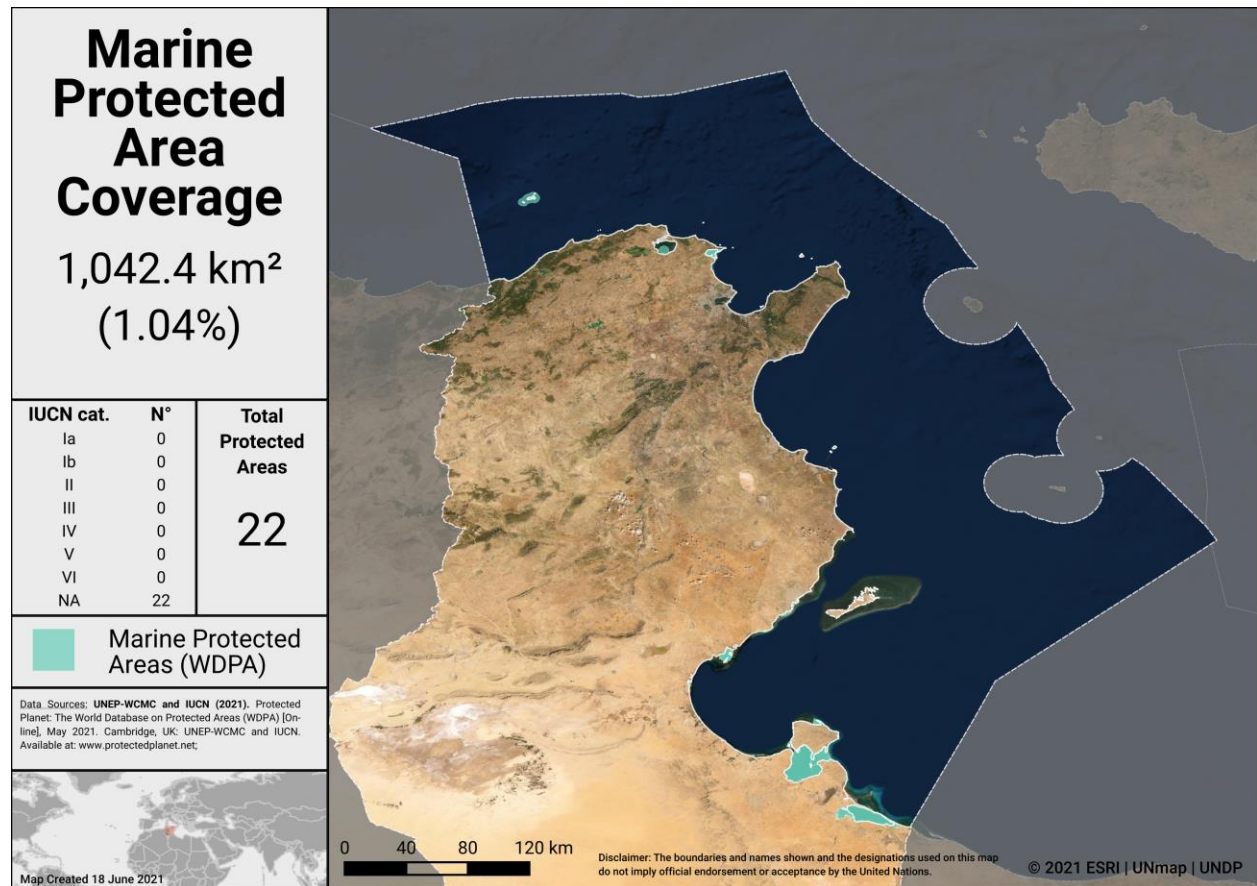 Marine
Protected
Area
Coverage
1,042.4 km²
(1.04%)
IUCN cat. N°
Ia 0
Ib 0
II 0
III 0
IV 0
V 0
VI 0
NA 22
Total
Protected
Areas
22
Marine Protected
Areas (WDPA)
Data Sources: UNEP-WCMC and IUCN (2021). Protected
Planet: The World Database on Protected Areas (WDPA) [On-
line], May 2021. Cambridge, UK: UNEP-WCMC and IUCN.
Available at: www.protectedplanet.net;
Map Created 18 June 2021
0 40 80 120 km
Disclaimer: The boundaries and names shown and the designations used on this map
do not imply official endorsement or acceptance by the United Nations.
© 2021 ESRI | UNmap | UNDP